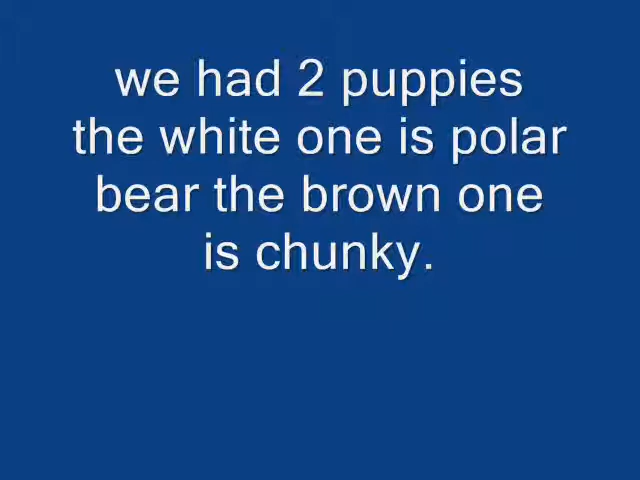 we had 2 puppies
the white one is polar
bear the brown one
is chunky.